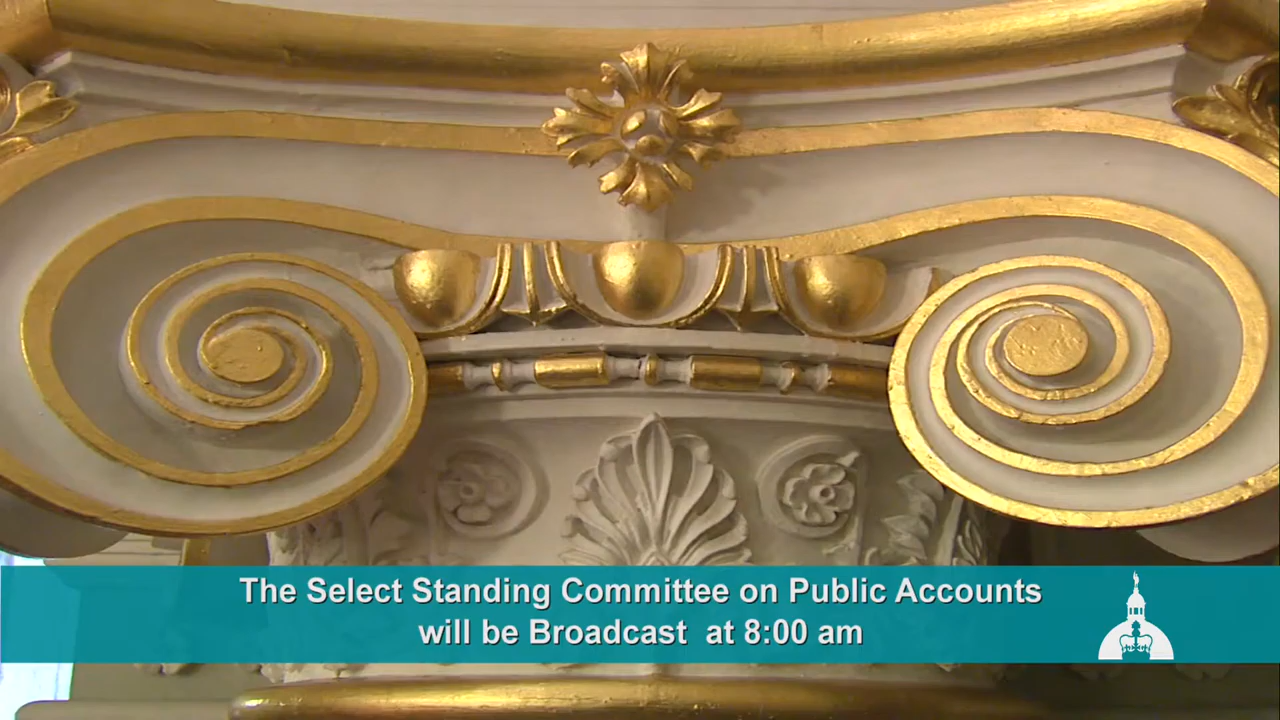 The Select Standing Committee on Public Accounts
will be Broadcast  at 8:00 am